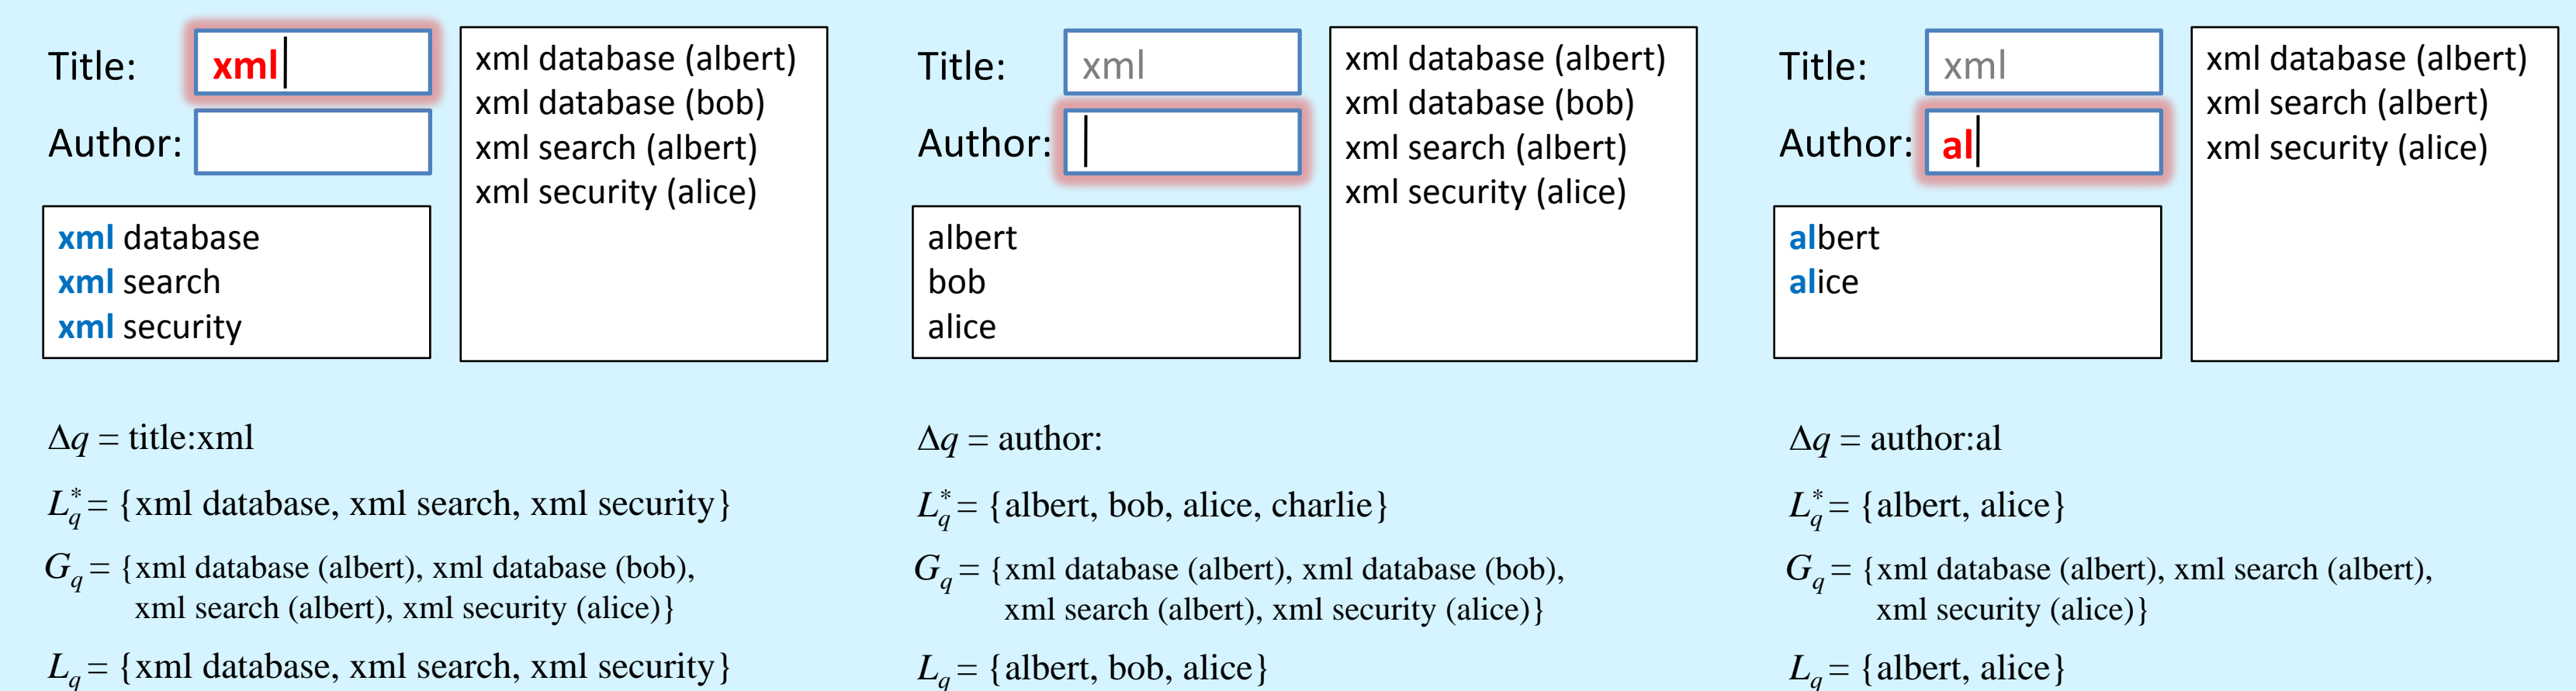 Title: xml
Author:
xml database
xml search
xml security
xml database (albert)
xml database (bob)
xml search (albert)
xml security (alice)
Δq = title:xml
L*q = {xml database, xml search, xml security}
Gq = {xml database (albert), xml database (bob),
xml search (albert), xml security (alice)}
Lq = {xml database, xml search, xml security}
Title: xml
Author:
albert
bob
alice
xml database (albert)
xml database (bob)
xml search (albert)
xml security (alice)
Δq = author:
L*q = {albert, bob, alice, charlie}
Gq = {xml database (albert), xml database (bob),
xml search (albert), xml security (alice)}
Lq = {albert, bob, alice}
Title: xml
Author: al
albert
alice
xml database (albert)
xml search (albert)
xml security (alice)
Δq = author:al
L*q = {albert, alice}
Gq = {xml database (albert), xml search (albert),
xml security (alice)}
Lq = {albert, alice}